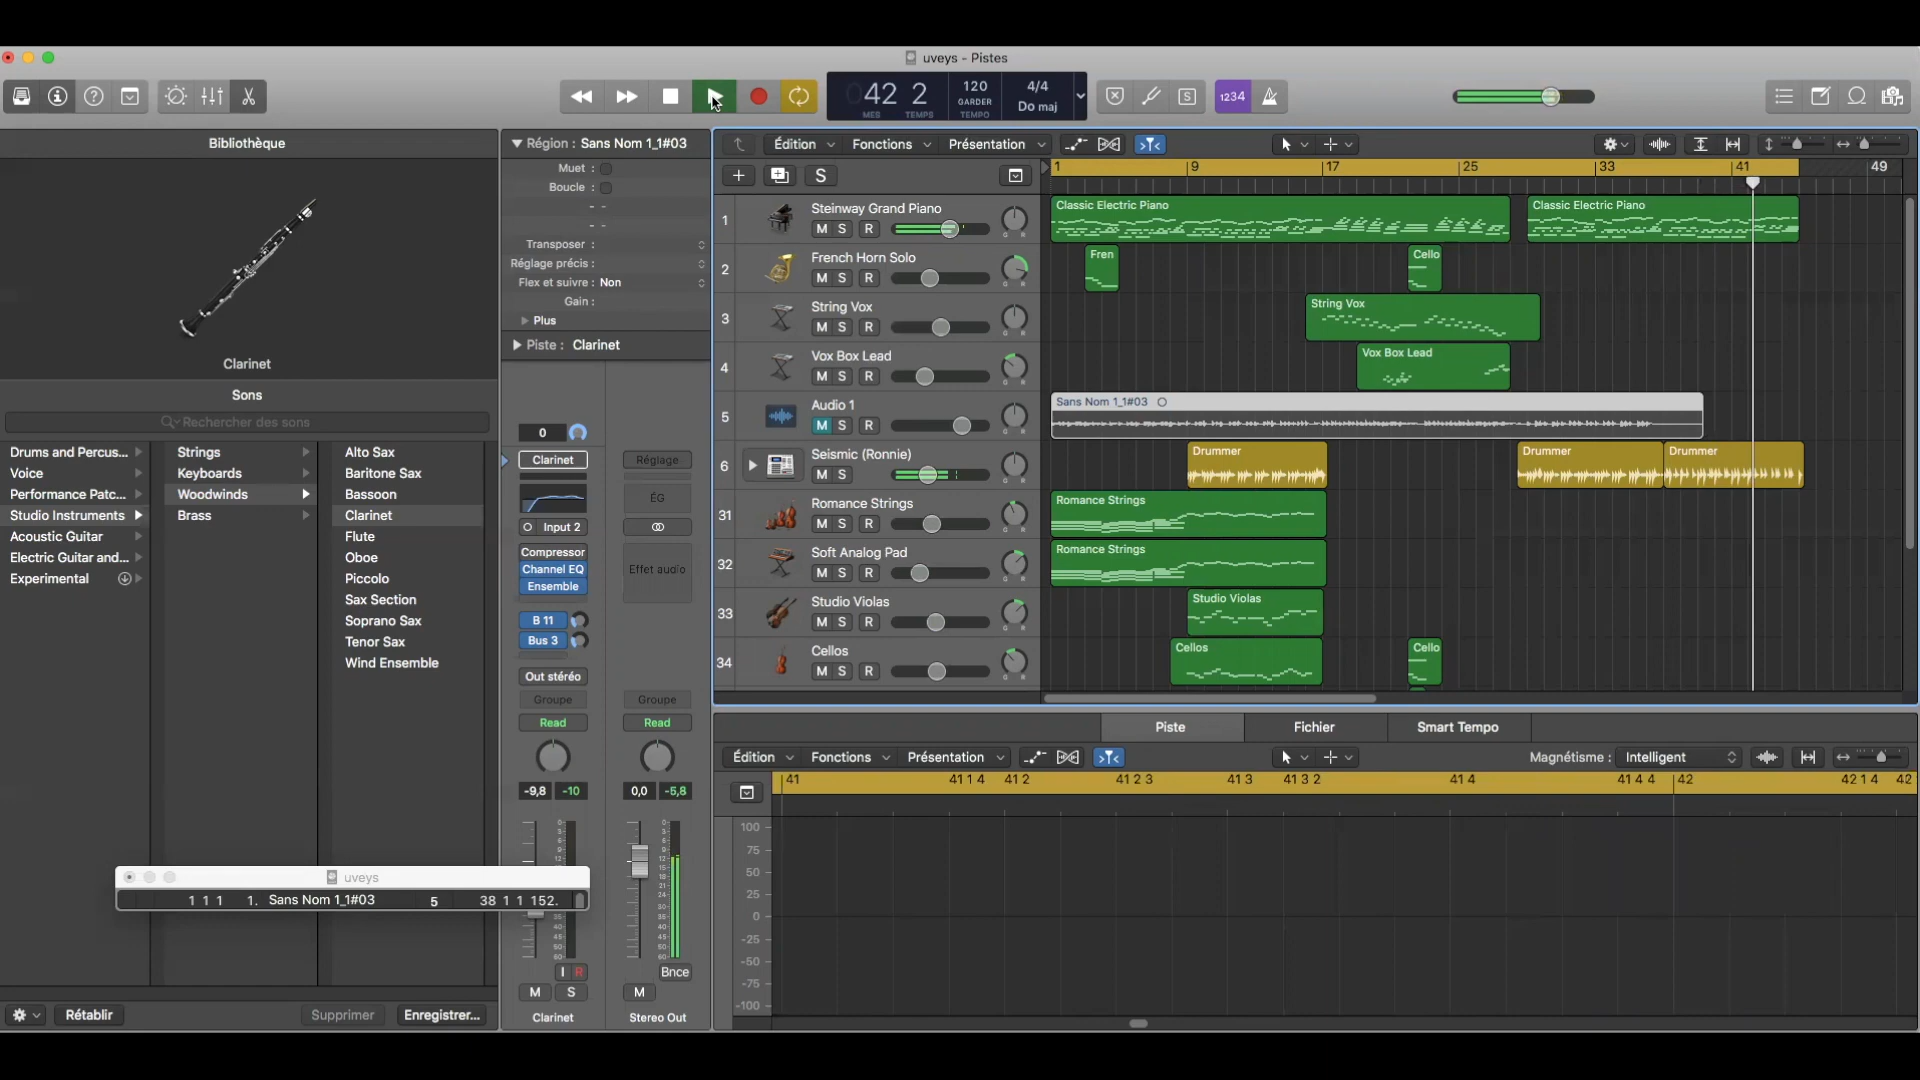 uveys - Pistes
42 2
MES TEMPS
120
GARDER
TEMPO
4/4
Do maj
1234
Bibliothèque
Clarinet
Sons
Rechercher des sons
Drums and Percus...
Voice
Performance Patc...
Studio Instruments
Acoustic Guitar
Electric Guitar and...
Experimental
Strings
Keyboards
Woodwinds
Brass
Alto Sax
Baritone Sax
Bassoon
Clarinet
Flute
Oboe
Piccolo
Sax Section
Soprano Sax
Tenor Sax
Wind Ensemble
Rétablir
Supprimer
Enregistrer...
uveys
1 1 1 1. Sans Nom 1_1#03 5 38 1 1 152.
Région : Sans Nom 1_1#03
Muet :
Boucle :
Transposer :
Réglage précis :
Flex et suivre : Non
Gain :
Plus
Piste : Clarinet
0
Clarinet
Réglage
ÉG
Input 2
Compressor
Channel EQ
Ensemble
Effet audio
B 11
Bus 3
Out stéréo
Groupe
Groupe
Read
Read
-9,8 -10
0,0 -5,8
I R
Bnce
M S
M
Clarinet
Stereo Out
Édition Fonctions Présentation
S
1 9 17 25 33 41 49
1 Steinway Grand Piano
M S R
2 French Horn Solo
M S R
3 String Vox
M S R
4 Vox Box Lead
M S R
5 Audio 1
M S R
6 Seismic (Ronnie)
M S
31 Romance Strings
M S R
32 Soft Analog Pad
M S R
33 Studio Violas
M S R
34 Cellos
M S R
Classic Electric Piano
Classic Electric Piano
Fren
Cello
String Vox
Vox Box Lead
Sans Nom 1_1#03
Drummer
Drummer
Drummer
Romance Strings
Romance Strings
Studio Violas
Cellos
Cello
Piste Fichier Smart Tempo
Édition Fonctions Présentation
Magnétisme : Intelligent
41 41 1 4 41 2 41 2 3 41 3 41 3 2 41 4 41 4 4 42 42 1 4 42
100
75
50
25
0
-25
-50
-75
-100